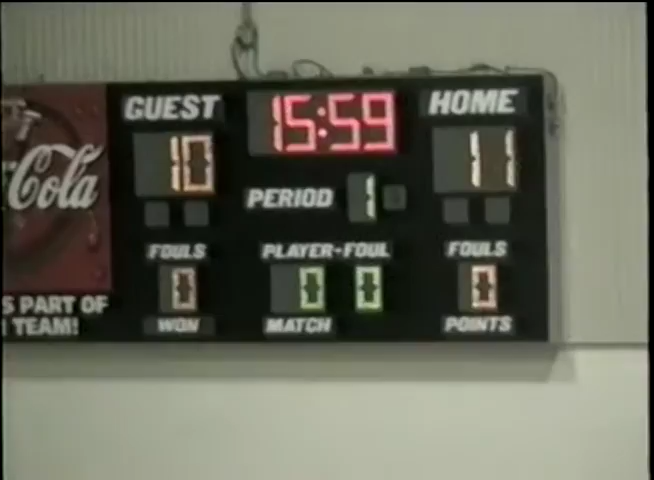 GUEST 15:59 HOME
10 11
PERIOD 1
Cola
FOULS PLAYER-FOUL FOULS
0 0 0 0
WON MATCH POINTS
S PART OF
TEAM!